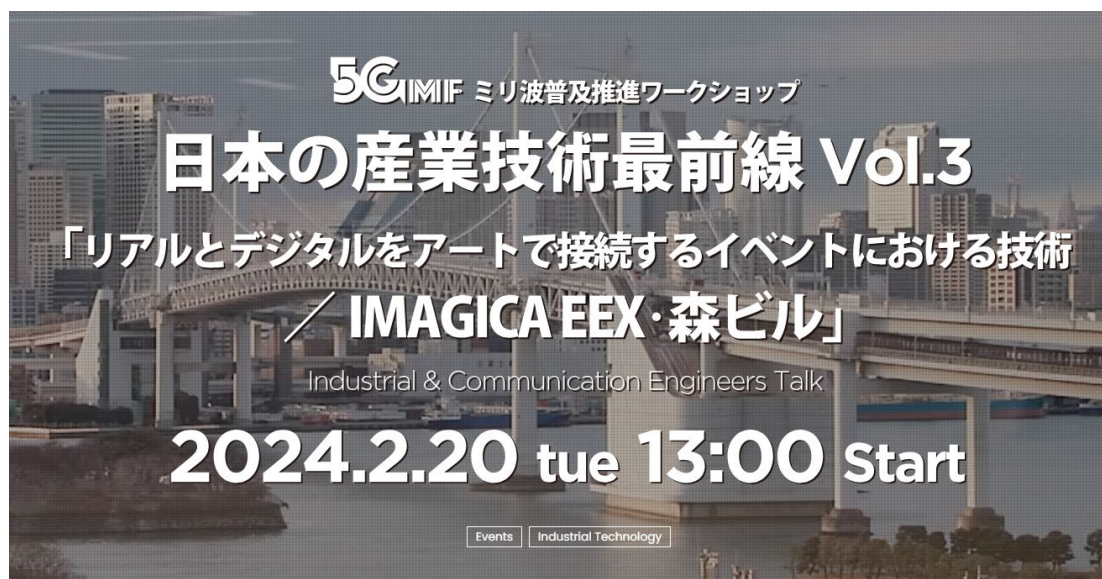 5GMF ミリ波普及推進ワークショップ
日本の産業技術最前線 Vol.3
「リアルとデジタルをアートで接続するイベントにおける技術
／ IMAGICA EEX・森ビル」
Industrial & Communication Engineers Talk
2024.2.20 tue 13:00 Start
Events Industrial Technology